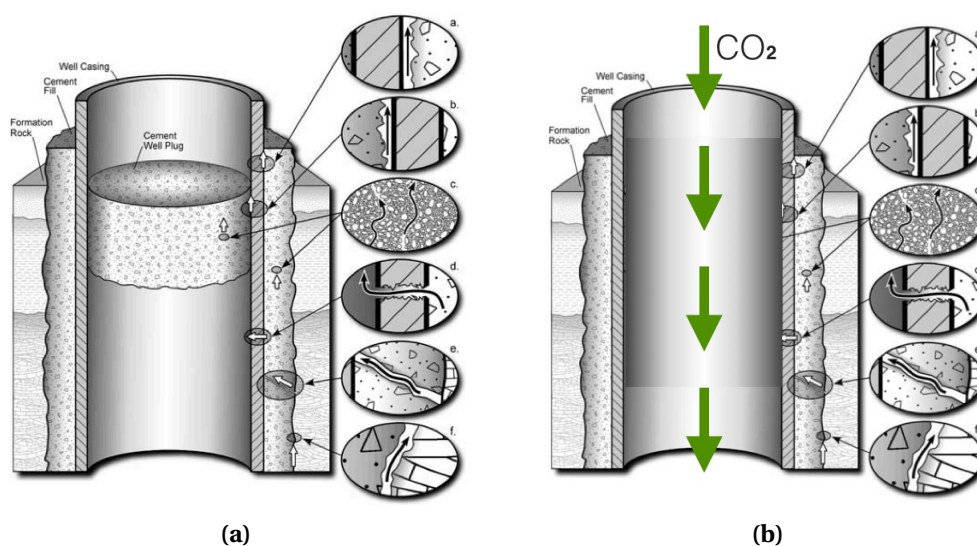 a.
Well Casing
Cement
Fill
b.
Formation
Rock
Cement
Well Plug
c.
d.
e.
f.
(a)
CO₂
Well Casing
Cement
Fill
Formation
Rock
(b)